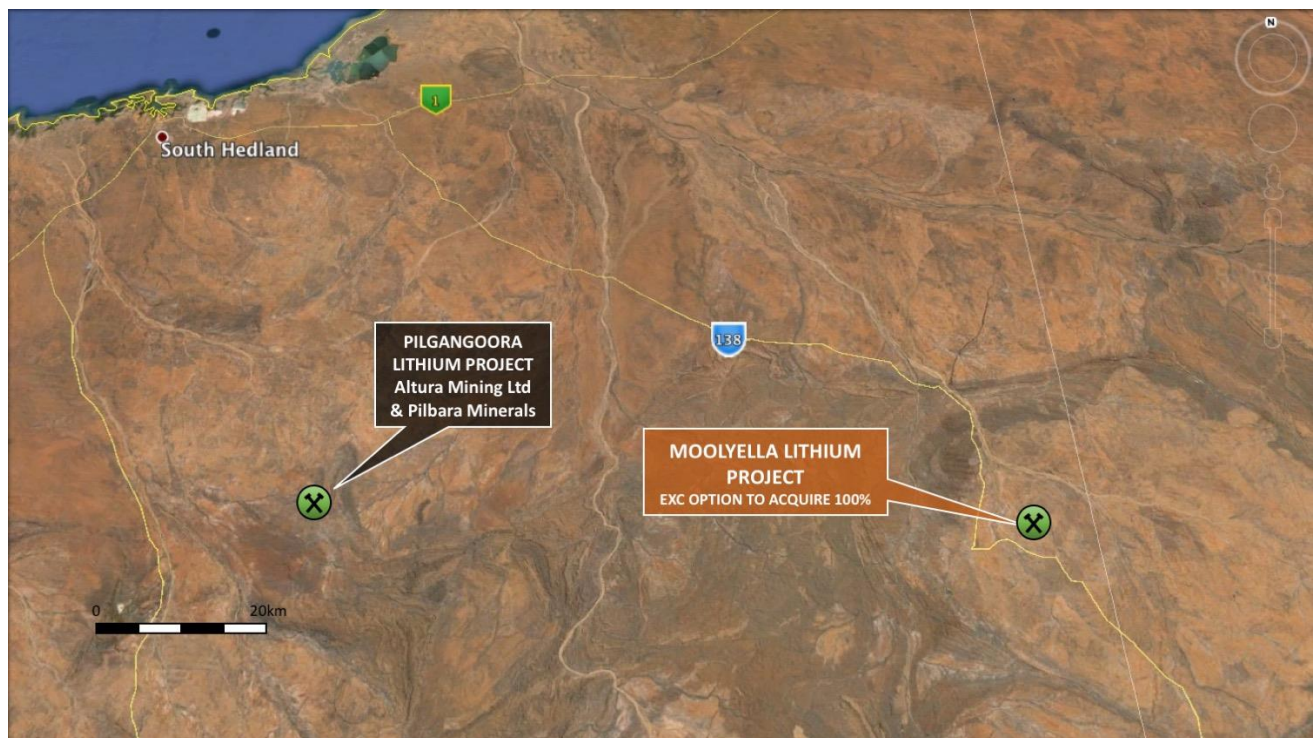 N
1
South Hedland
138
PILGANGOORA
LITHIUM PROJECT
Altura Mining Ltd
& Pilbara Minerals
MOOLYELLA LITHIUM
PROJECT
EXC OPTION TO ACQUIRE 100%
0 20km